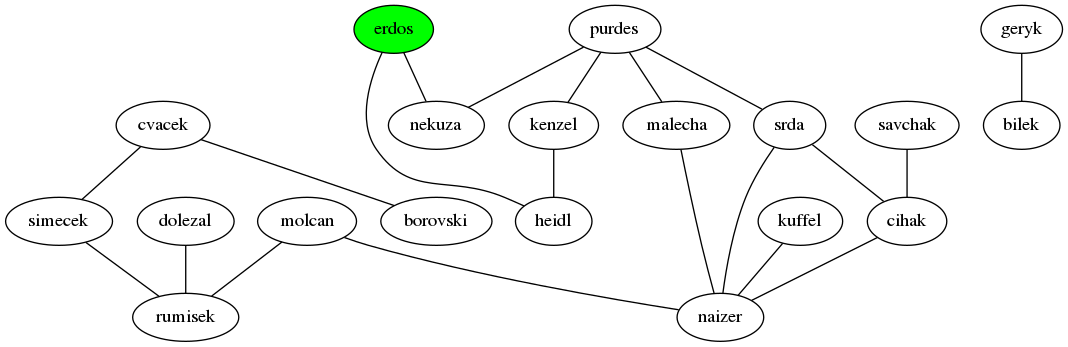 erdos
purdes
geryk
cvacek
nekuza
kenzel
malecha
srda
savchak
bilek
simecek
dolezal
molcan
borovski
heidl
kuffel
cihak
rumisek
naizer